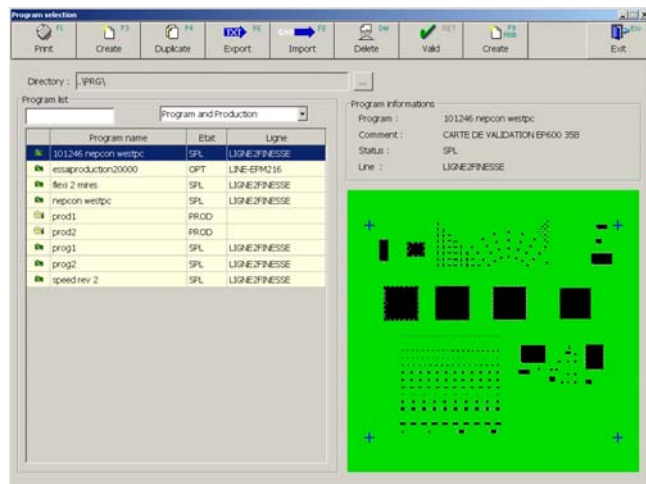 Program selection
F1 F3 F4 F6 F8 Del RET F9 Esc
Print Create Duplicate Export Import Delete Valid Create Exit
Directory : ..\PRG\ ...
Program list
Program and Production
Program name Etat Ligne
101246 nepcon westpc SPL LIGNE2FINESSE
essaiproduction20000 OPT LINE-EPM216
flexi 2 mires SPL LIGNE2FINESSE
nepcon westpc SPL LIGNE2FINESSE
prod1 PROD
prod2 PROD
prog1 SPL LIGNE2FINESSE
prog2 SPL LIGNE2FINESSE
speed rev 2 SPL LIGNE2FINESSE
Program informations
Program : 101246 nepcon westpc
Comment : CARTE DE VALIDATION EP600 35B
Status : SPL
Line : LIGNE2FINESSE